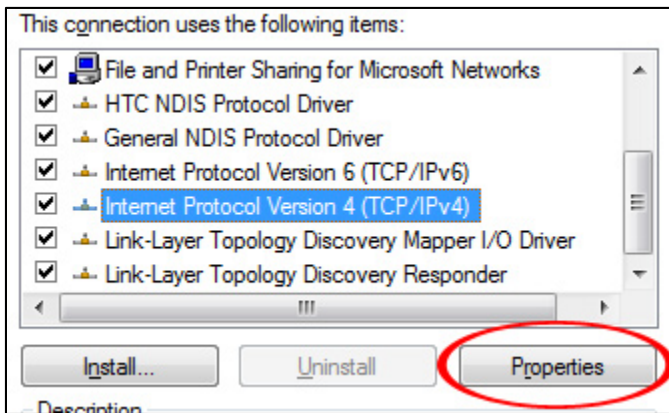 This connection uses the following items:
File and Printer Sharing for Microsoft Networks
HTC NDIS Protocol Driver
General NDIS Protocol Driver
Internet Protocol Version 6 (TCP/IPv6)
Internet Protocol Version 4 (TCP/IPv4)
Link-Layer Topology Discovery Mapper I/O Driver
Link-Layer Topology Discovery Responder
Install... Uninstall Properties
Description